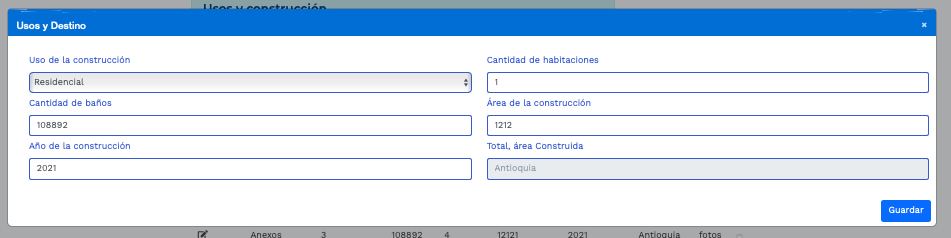 Usos y construcción
Usos y Destino ×
Uso de la construcción Cantidad de habitaciones
Residencial 1
Cantidad de baños Área de la construcción
108892 1212
Año de la construcción Total, área Construida
2021 Antioquia
Guardar
Anexos 3 108892 4 12121 2021 Antioquia fotos